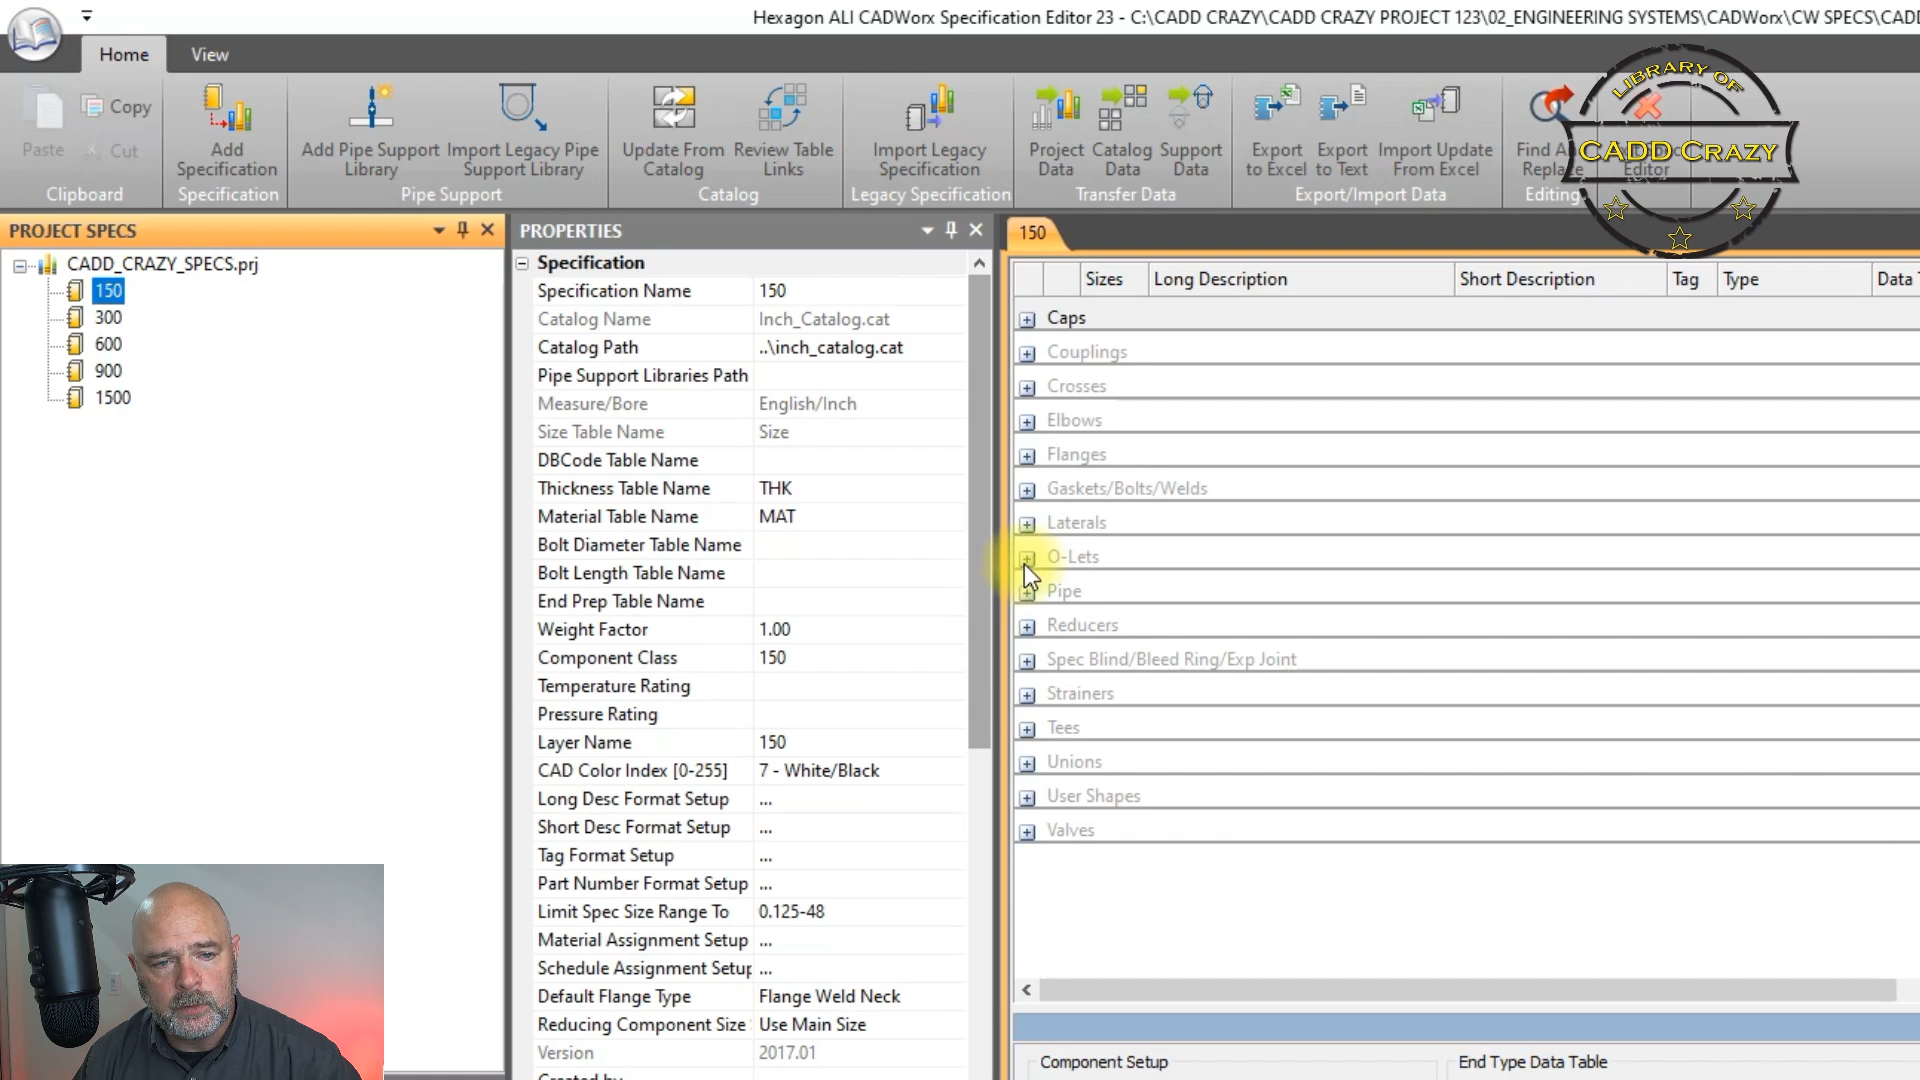 Hexagon ALI CADWorx Specification Editor 23 - C:\CADD CRAZY\CADD CRAZY PROJECT 123\02_ENGINEERING SYSTEMS\CADWorx\CW SPECS\CADD
Home
View
Paste
Copy
Cut
Clipboard
Add Specification
Specification
Add Pipe Support Library
Import Legacy Pipe Support Library
Pipe Support
Update From Catalog
Review Table Links
Catalog
Import Legacy Specification
Legacy Specification
Project Data
Catalog Data
Support Data
Transfer Data
Export to Excel
Export to Text
Import Update From Excel
Export/Import Data
Find A
Replace
Editor
Editing
LIBRARY OF
CADD CRAZY
PROJECT SPECS
CADD_CRAZY_SPECS.prj
150
300
600
900
1500
PROPERTIES
Specification
Specification Name 150
Catalog Name Inch_Catalog.cat
Catalog Path ..\inch_catalog.cat
Pipe Support Libraries Path
Measure/Bore English/Inch
Size Table Name Size
DBCode Table Name
Thickness Table Name THK
Material Table Name MAT
Bolt Diameter Table Name
Bolt Length Table Name
End Prep Table Name
Weight Factor 1.00
Component Class 150
Temperature Rating
Pressure Rating
Layer Name 150
CAD Color Index [0-255] 7 - White/Black
Long Desc Format Setup ...
Short Desc Format Setup ...
Tag Format Setup ...
Part Number Format Setup ...
Limit Spec Size Range To 0.125-48
Material Assignment Setup ...
Schedule Assignment Setup ...
Default Flange Type Flange Weld Neck
Reducing Component Size Use Main Size
Version 2017.01
Created by
150
Sizes Long Description Short Description Tag Type Data
Caps
Couplings
Crosses
Elbows
Flanges
Gaskets/Bolts/Welds
Laterals
O-Lets
Pipe
Reducers
Spec Blind/Bleed Ring/Exp Joint
Strainers
Tees
Unions
User Shapes
Valves
Component Setup
End Type Data Table